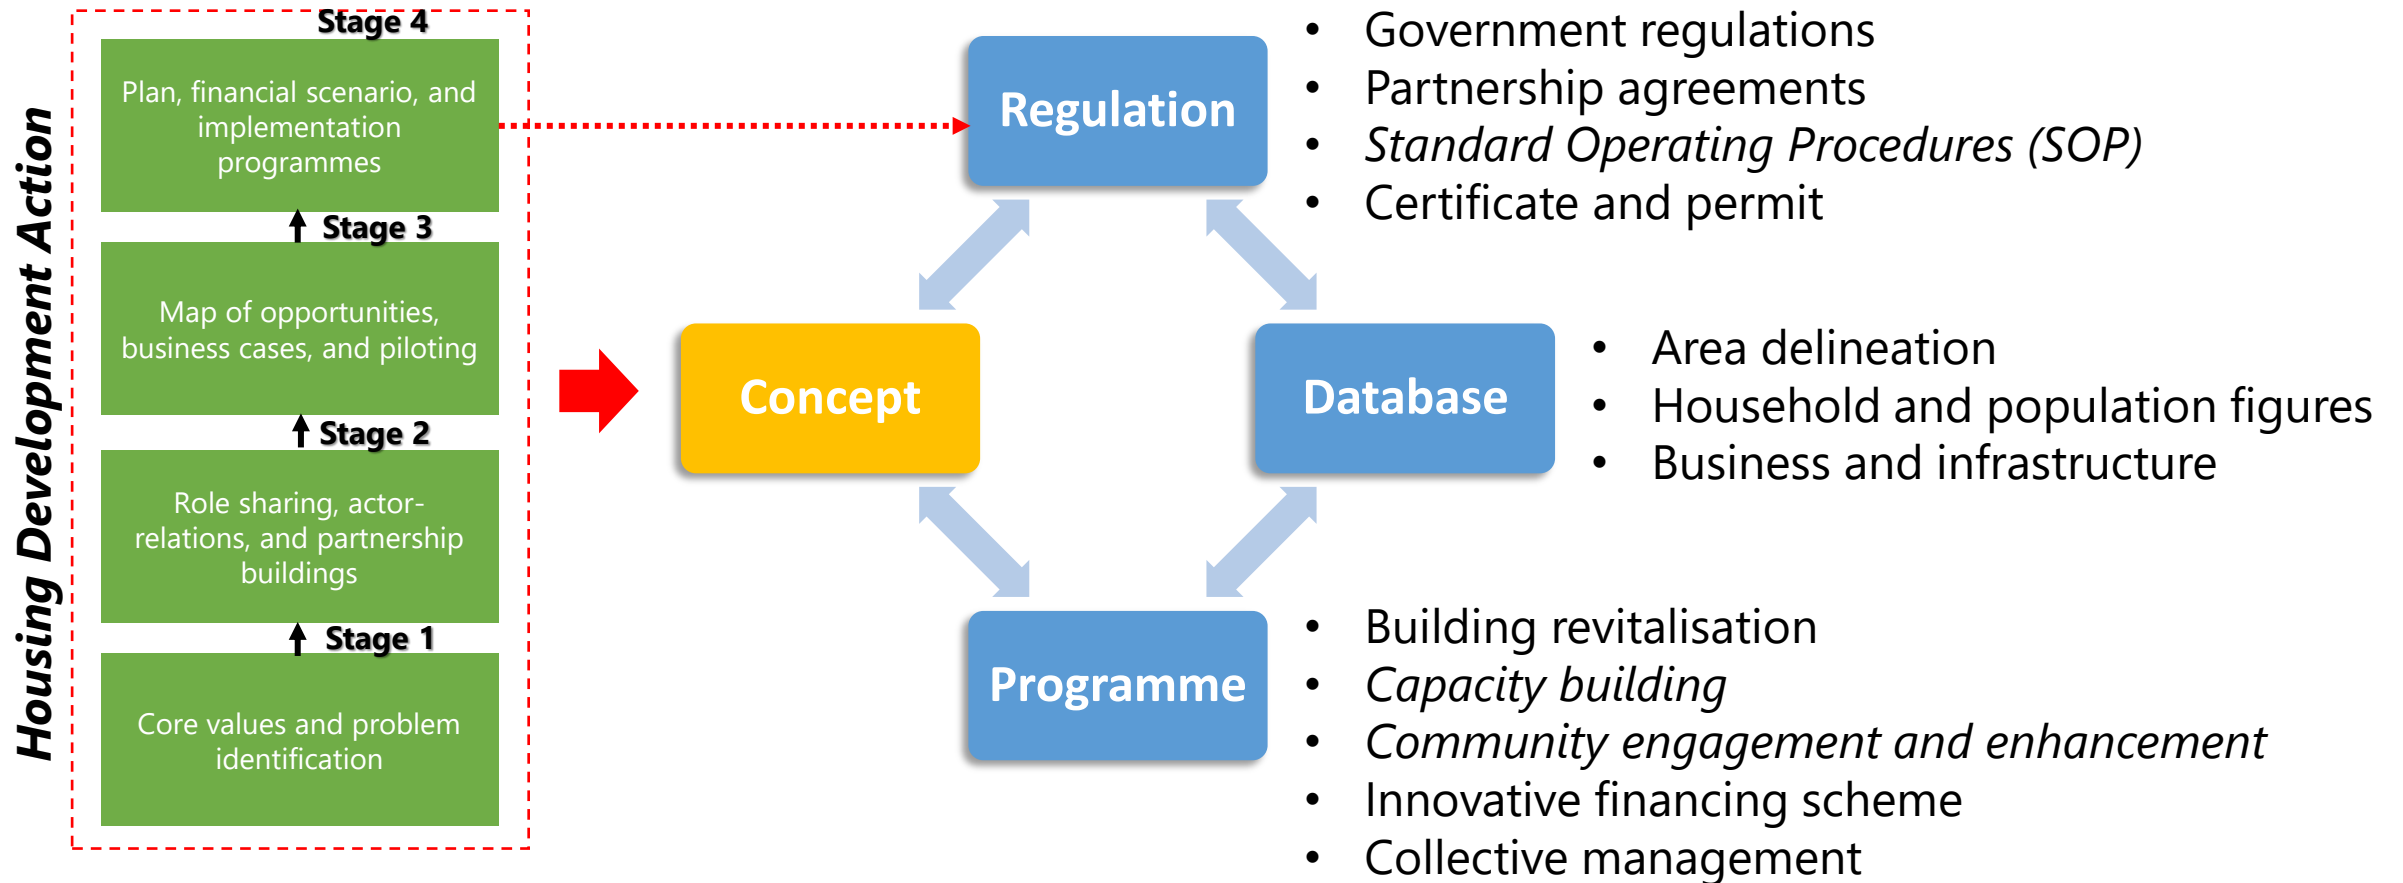 Housing Development Action
Stage 4
Plan, financial scenario, and
implementation
programmes
Stage 3
Map of opportunities,
business cases, and piloting
Stage 2
Role sharing, actor-
relations, and partnership
buildings
Stage 1
Core values and problem
identification
Regulation
• Government regulations
• Partnership agreements
• Standard Operating Procedures (SOP)
• Certificate and permit
Concept
Database
• Area delineation
• Household and population figures
• Business and infrastructure
Programme
• Building revitalisation
• Capacity building
• Community engagement and enhancement
• Innovative financing scheme
• Collective management